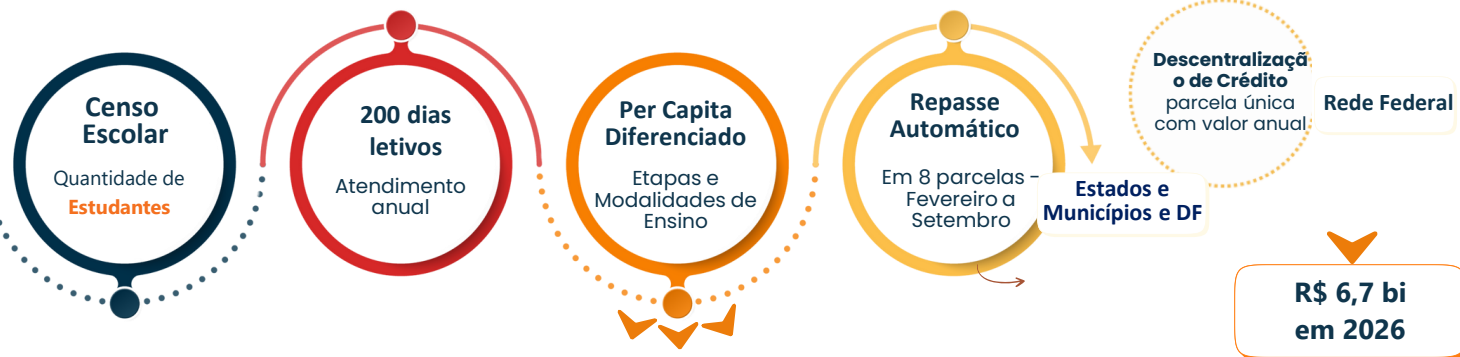 Censo
Escolar
Quantidade de
Estudantes
200 dias
letivos
Atendimento
anual
Per Capita
Diferenciado
Etapas e
Modalidades de
Ensino
Repasse
Automático
Em 8 parcelas -
Fevereiro a
Setembro
Estados e
Municípios e DF
Descentralizaçã
o de Crédito
parcela única
com valor anual
Rede Federal
R$ 6,7 bi
em 2026